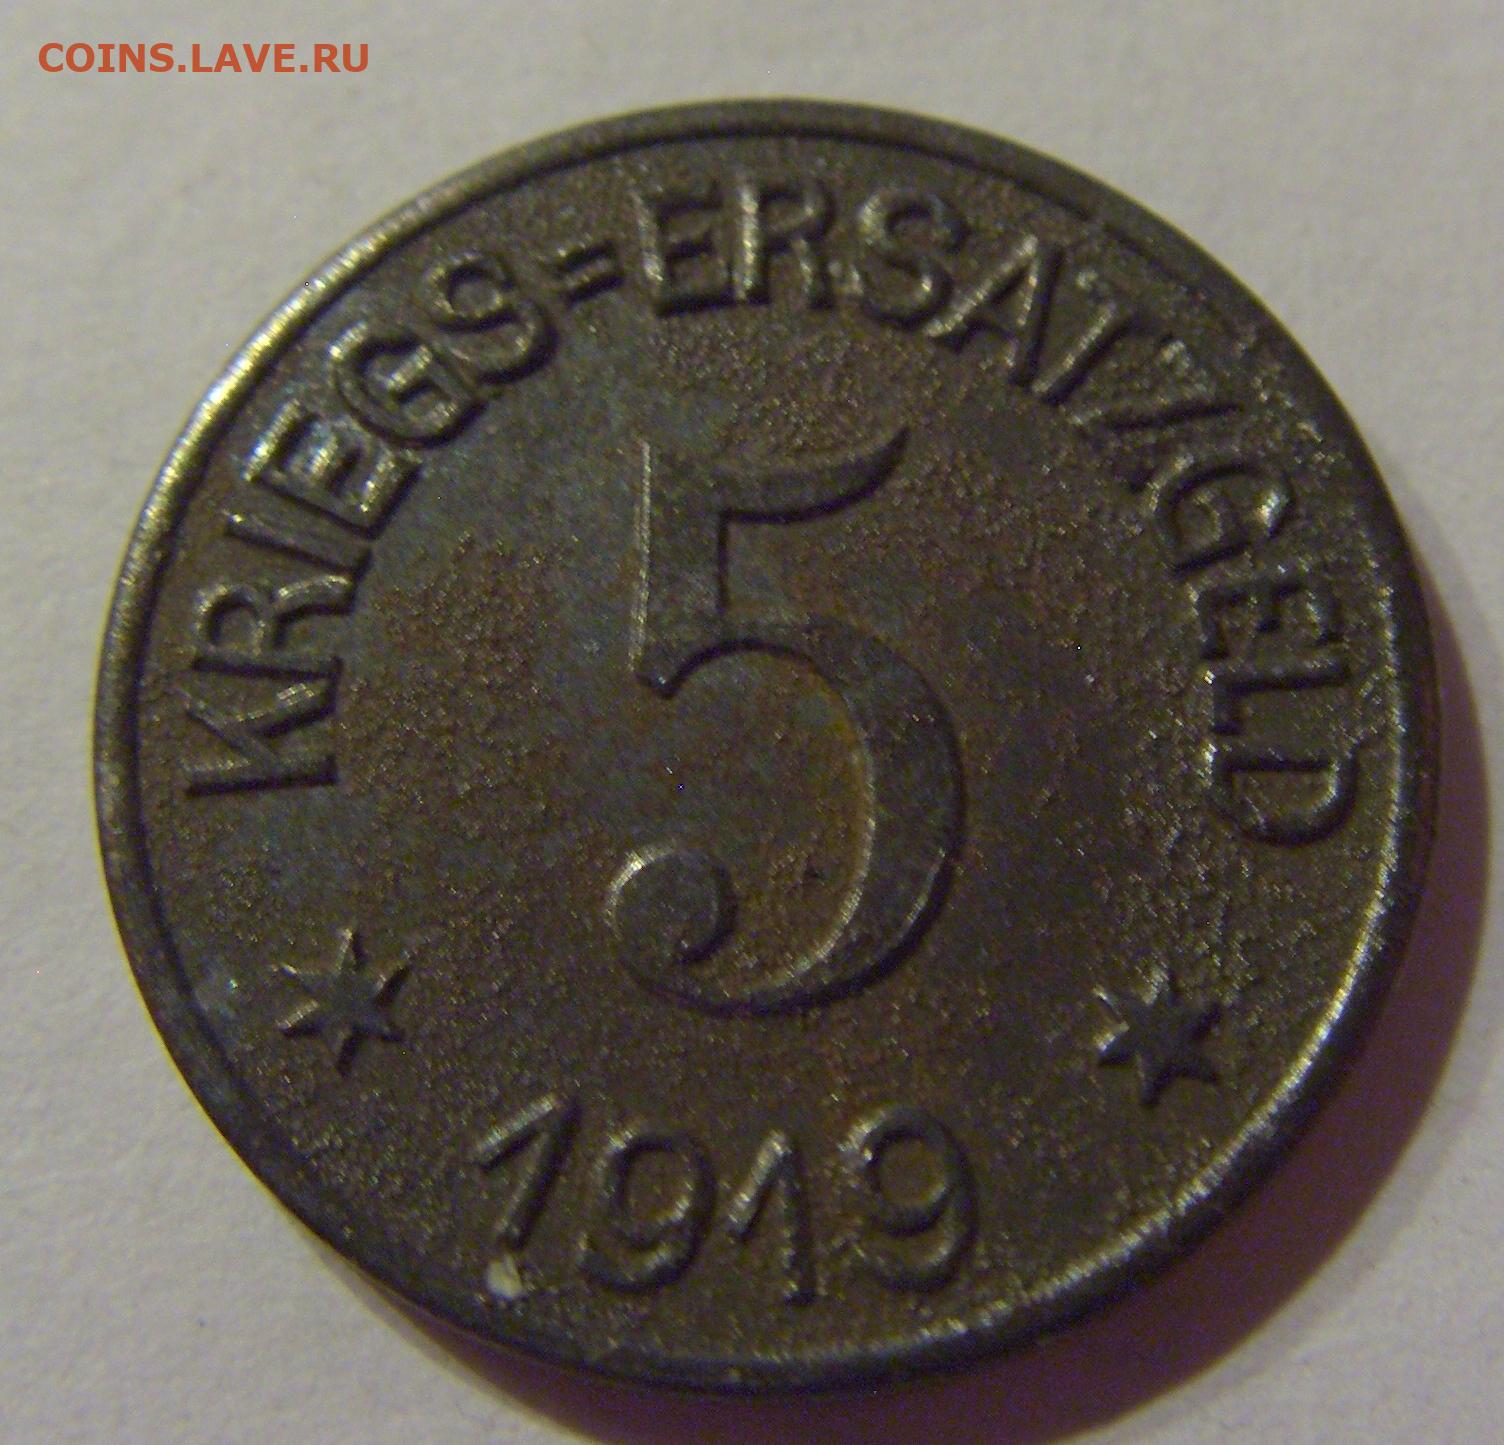 COINS.LAVE.RU
KRIEGS=ERSATZGELD
5
1919